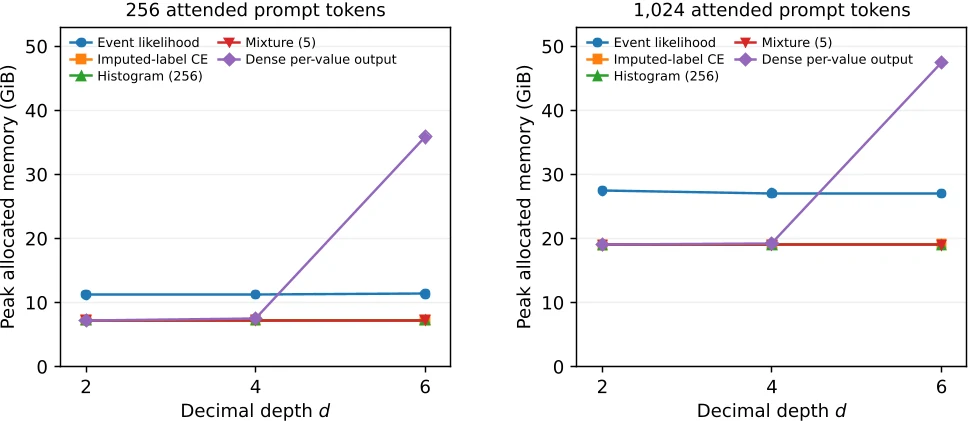 256 attended prompt tokens
Peak allocated memory (GiB)
50
40
30
20
10
0
Event likelihood
Imputed-label CE
Histogram (256)
Mixture (5)
Dense per-value output
2
4
6
Decimal depth d
1,024 attended prompt tokens
Peak allocated memory (GiB)
50
40
30
20
10
0
Event likelihood
Imputed-label CE
Histogram (256)
Mixture (5)
Dense per-value output
2
4
6
Decimal depth d